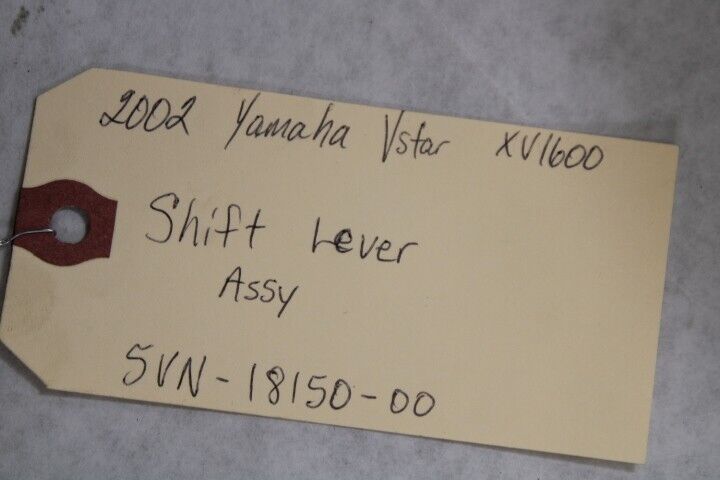 2002 Yamaha Vstar XV1600
Shift Lever
Assy
5VN-18150-00